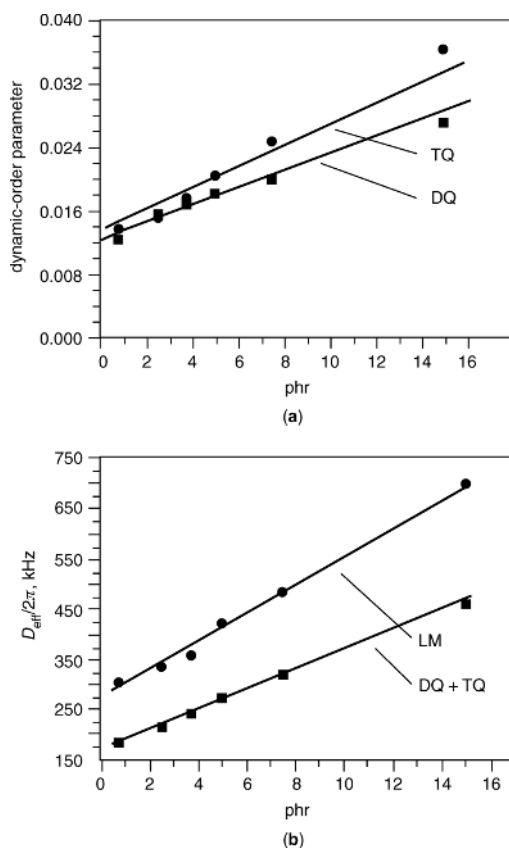 0.040
0.032
0.024
0.016
0.008
0.000
dynamic-order parameter
TQ
DQ
0 2 4 6 8 10 12 14 16
phr
(a)
750
650
550
450
350
250
150
D_eff/2π, kHz
LM
DQ + TQ
0 2 4 6 8 10 12 14 16
phr
(b)